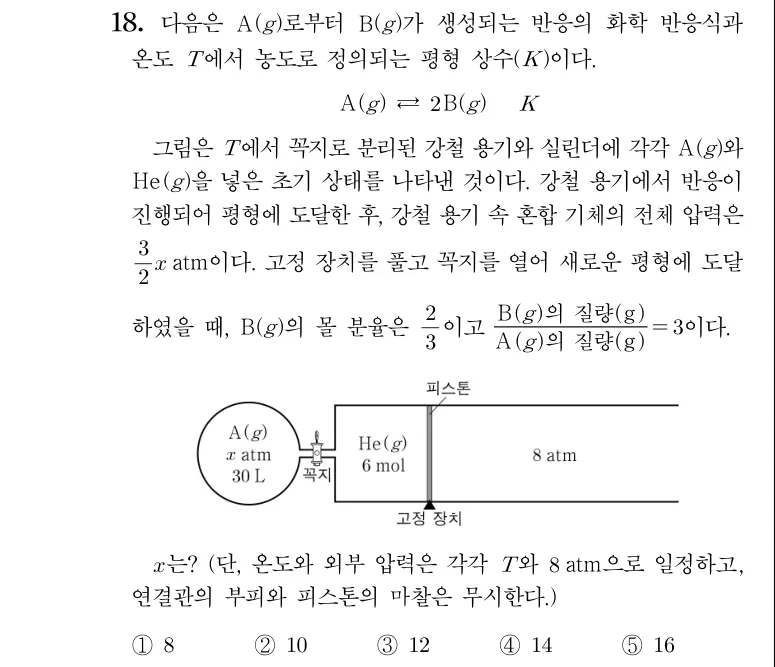 18. 다음은 A(g)로부터 B(g)가 생성되는 반응의 화학 반응식과
온도 T에서 농도로 정의되는 평형 상수(K)이다.
A(g) ⇄ 2B(g) K
그림은 T에서 꼭지로 분리된 강철 용기와 실린더에 각각 A(g)와
He(g)을 넣은 초기 상태를 나타낸 것이다. 강철 용기에서 반응이
진행되어 평형에 도달한 후, 강철 용기 속 혼합 기체의 전체 압력은
3/2 x atm이다. 고정 장치를 풀고 꼭지를 열어 새로운 평형에 도달
하였을 때, B(g)의 몰 분율은 2/3이고 B(g)의 질량(g)/A(g)의 질량(g) = 3이다.
피스톤
A(g)
x atm
30 L
꼭지
He(g)
6 mol
8 atm
고정 장치
x는? (단, 온도와 외부 압력은 각각 T와 8 atm으로 일정하고,
연결관의 부피와 피스톤의 마찰은 무시한다.)
① 8 ② 10 ③ 12 ④ 14 ⑤ 16